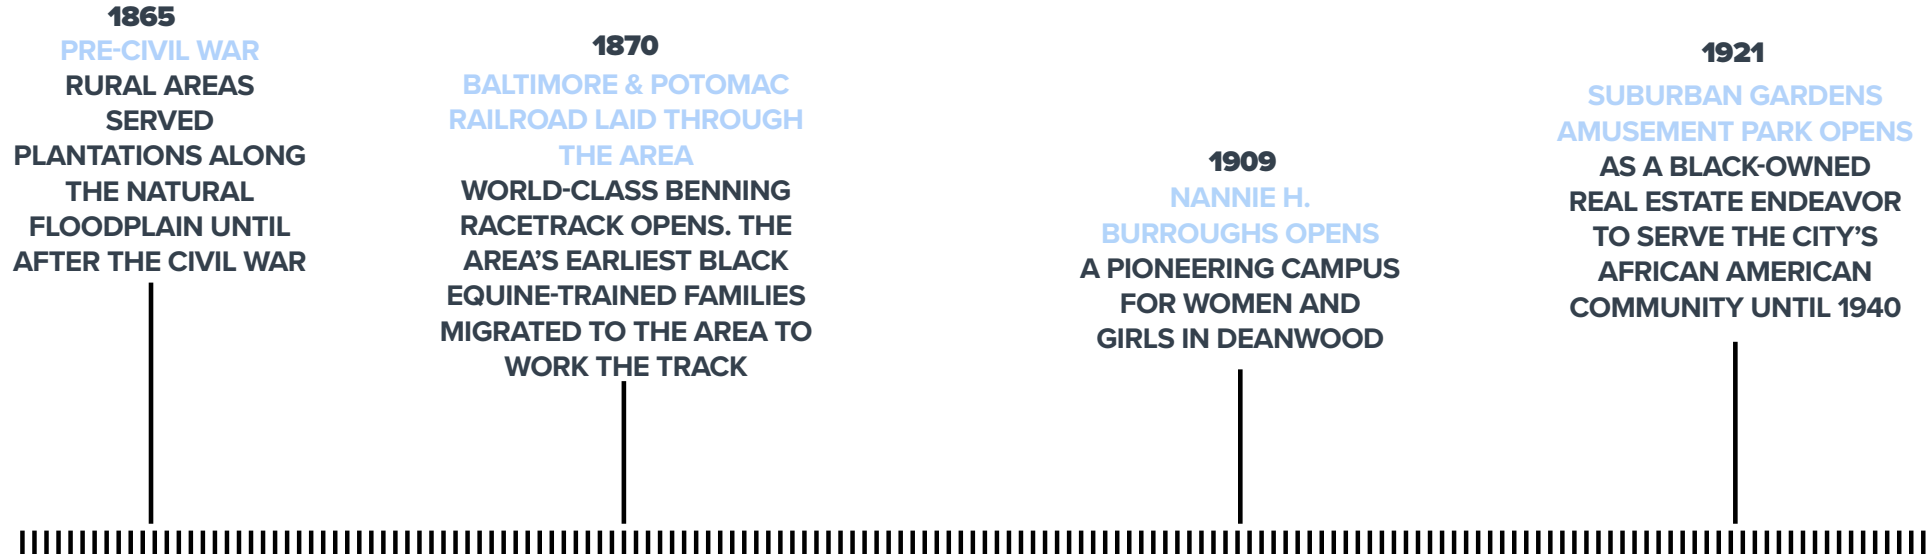 1865
PRE-CIVIL WAR
RURAL AREAS
SERVED
PLANTATIONS ALONG
THE NATURAL
FLOODPLAIN UNTIL
AFTER THE CIVIL WAR
1870
BALTIMORE & POTOMAC
RAILROAD LAID THROUGH
THE AREA
WORLD-CLASS BENNING
RACETRACK OPENS. THE
AREA’S EARLIEST BLACK
EQUINE-TRAINED FAMILIES
MIGRATED TO THE AREA TO
WORK THE TRACK
1909
NANNIE H.
BURROUGHS OPENS
A PIONEERING CAMPUS
FOR WOMEN AND
GIRLS IN DEANWOOD
1921
SUBURBAN GARDENS
AMUSEMENT PARK OPENS
AS A BLACK-OWNED
REAL ESTATE ENDEAVOR
TO SERVE THE CITY’S
AFRICAN AMERICAN
COMMUNITY UNTIL 1940